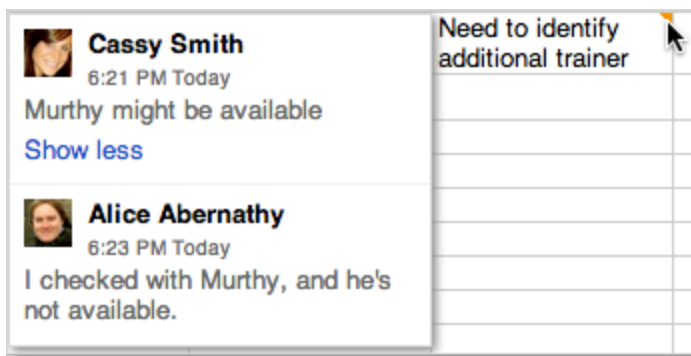 Cassy Smith
6:21 PM Today
Murthy might be available
Show less
Alice Abernathy
6:23 PM Today
I checked with Murthy, and he's
not available.
Need to identify
additional trainer